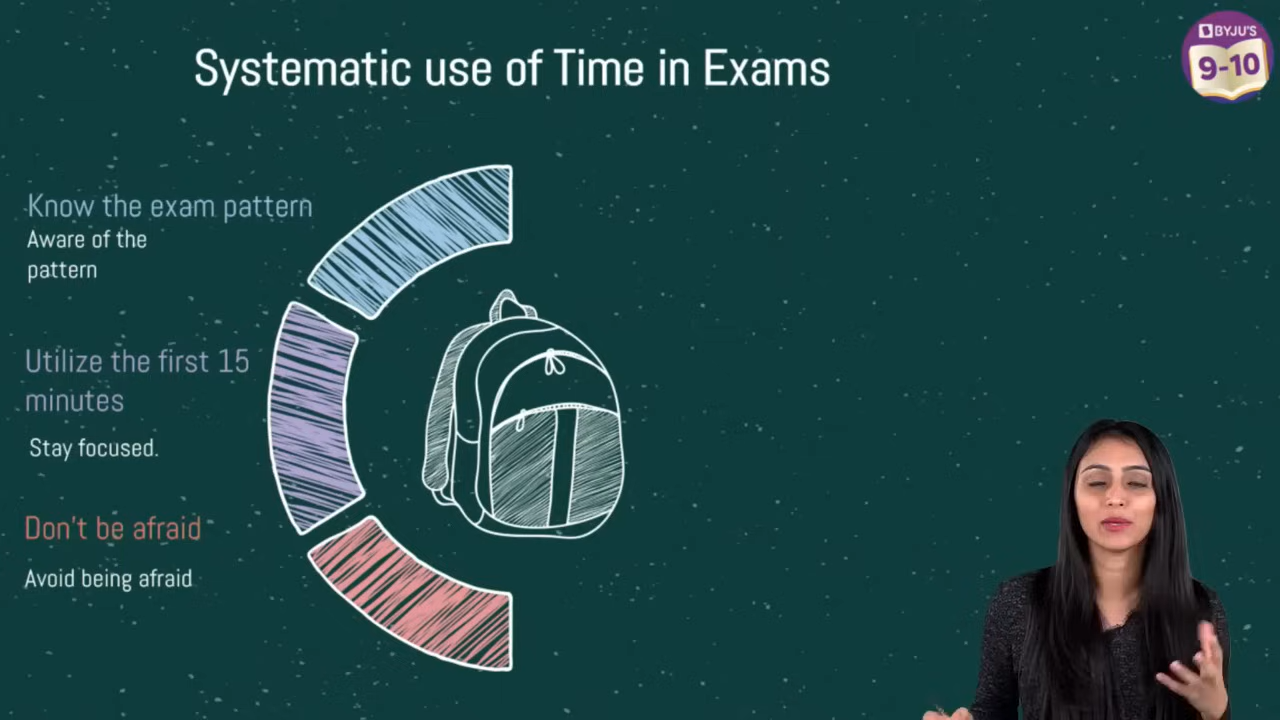 Systematic use of Time in Exams
BYJU'S
9-10
Know the exam pattern
Aware of the
pattern
Utilize the first 15
minutes
Stay focused.
Don't be afraid
Avoid being afraid